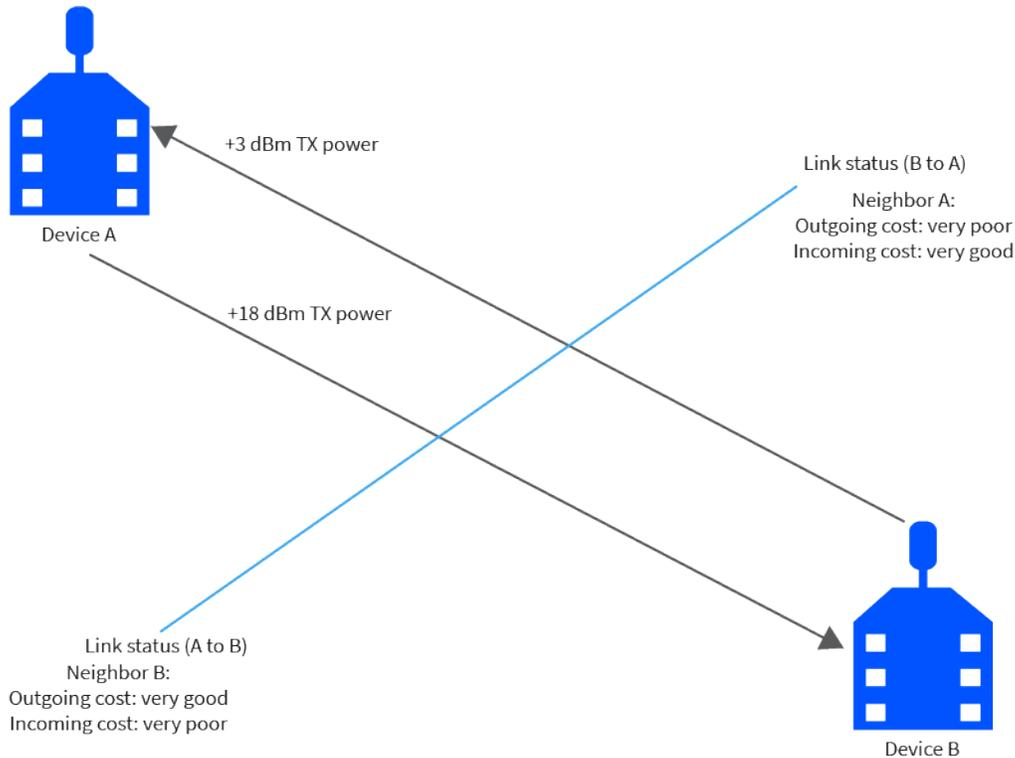 +3 dBm TX power
Link status (B to A)
Neighbor A:
Outgoing cost: very poor
Incoming cost: very good
Device A
+18 dBm TX power
Link status (A to B)
Neighbor B:
Outgoing cost: very good
Incoming cost: very poor
Device B